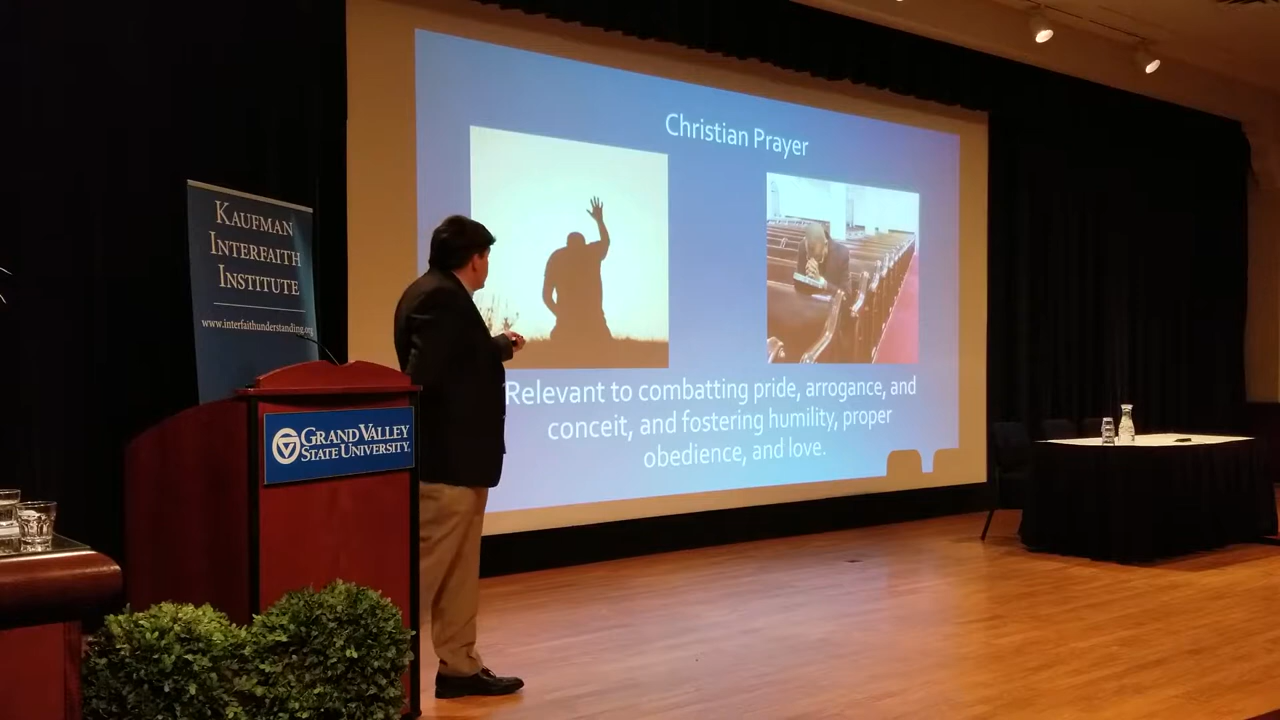 KAUFMAN
INTERFAITH
INSTITUTE
www.interfaithunderstanding.org
GRAND VALLEY
STATE UNIVERSITY.
Christian Prayer
Relevant to combatting pride, arrogance, and
conceit, and fostering humility, proper
obedience, and love.